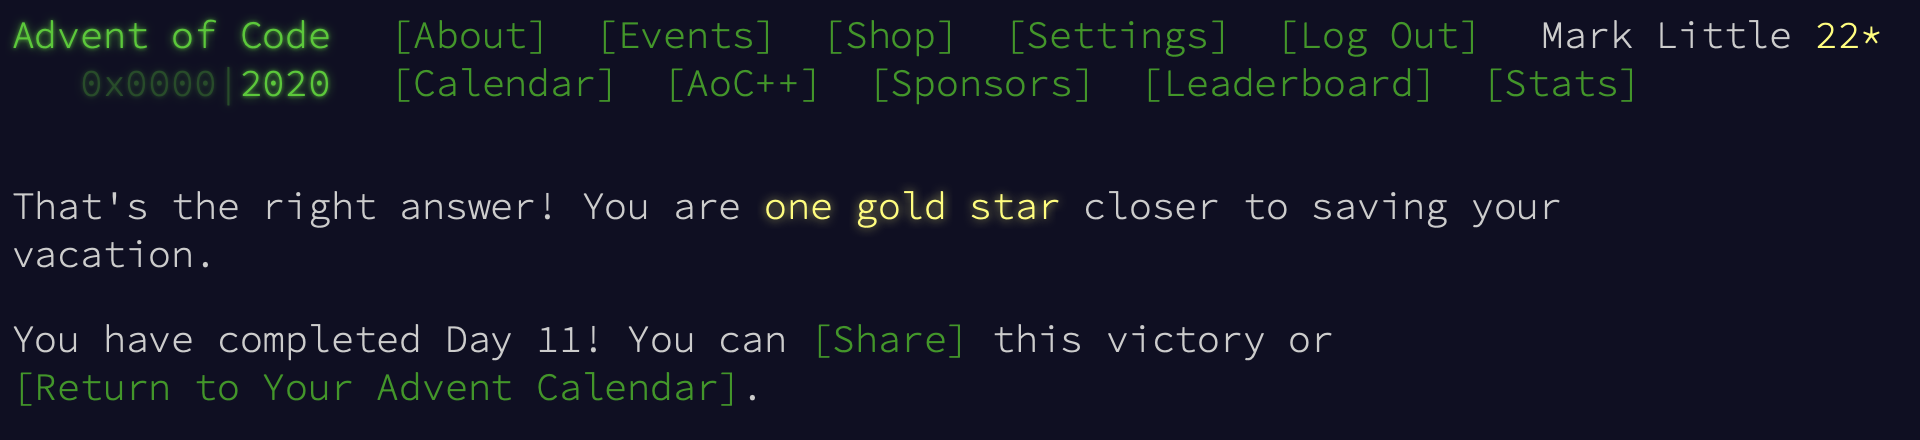 Advent of Code [About] [Events] [Shop] [Settings] [Log Out] Mark Little 22*
0x0000|2020 [Calendar] [AoC++] [Sponsors] [Leaderboard] [Stats]
That's the right answer! You are one gold star closer to saving your
vacation.
You have completed Day 11! You can [Share] this victory or
[Return to Your Advent Calendar].